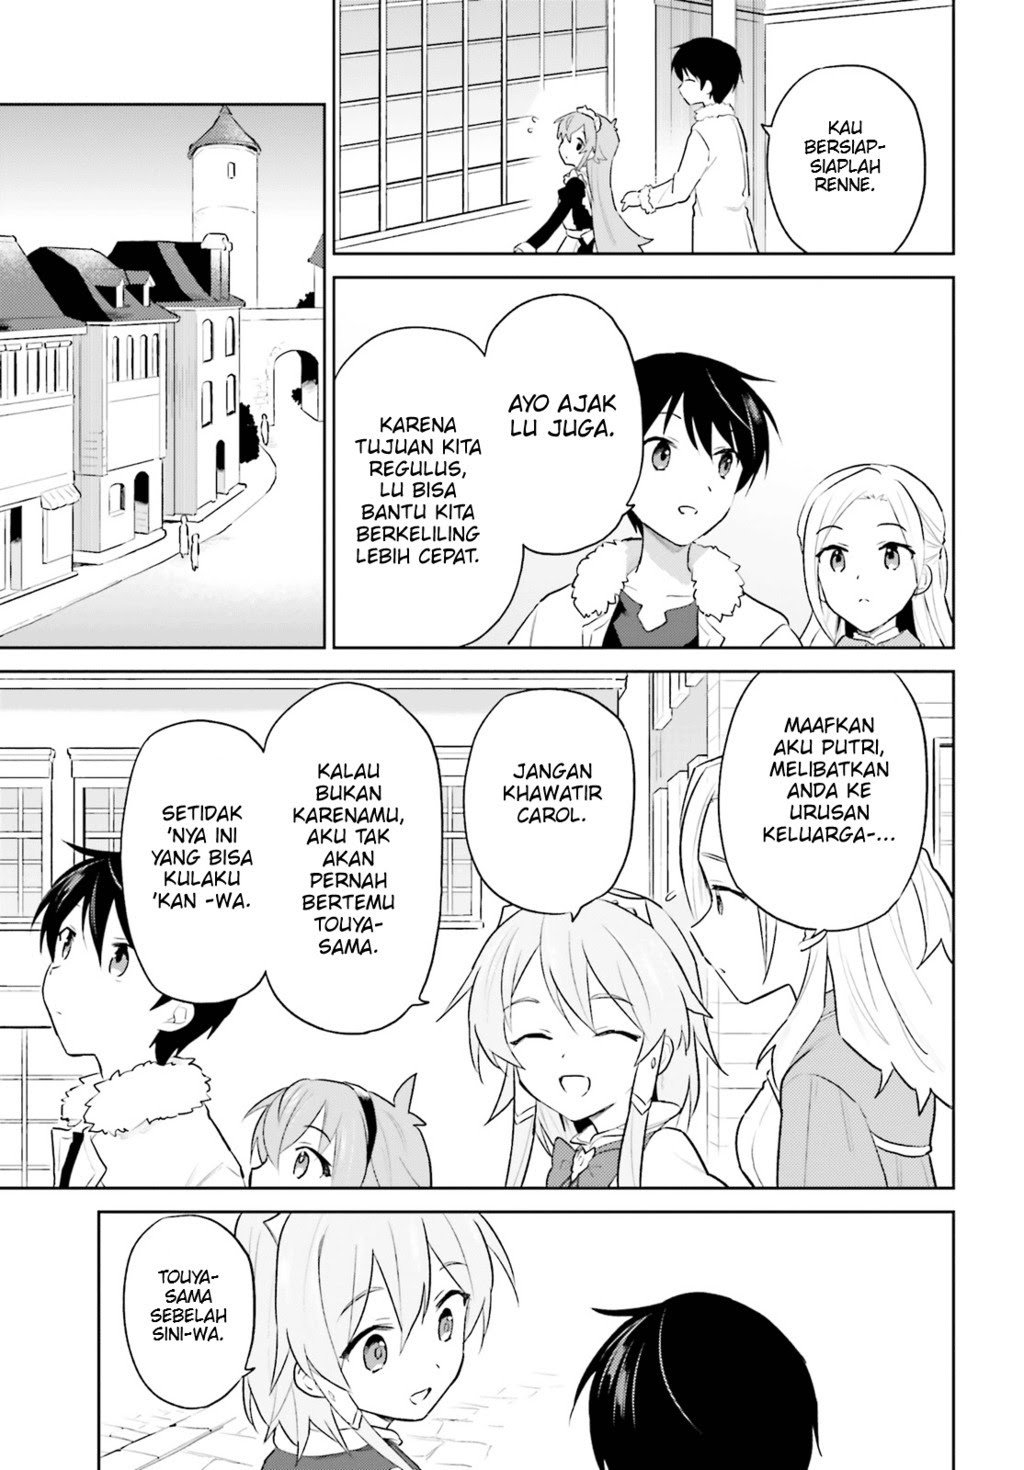 KAU
BERSIAP-
SIAPLAH
RENNE.
AYO AJAK
LU JUGA.
KARENA
TUJUAN KITA
REGULUS,
LU BISA
BANTU KITA
BERKELILING
LEBIH CEPAT.
MAAFKAN
AKU PUTRI,
MELIBATKAN
ANDA KE
URUSAN
KELUARGA-...
JANGAN
KHAWATIR
CAROL.
KALAU
BUKAN
KARENAMU,
AKU TAK
AKAN
PERNAH
BERTEMU
TOUYA-
SAMA.
SETIDAK
'NYA INI
YANG BISA
KULAKU
'KAN -WA.
TOUYA-
SAMA
SEBELAH
SINI-WA.